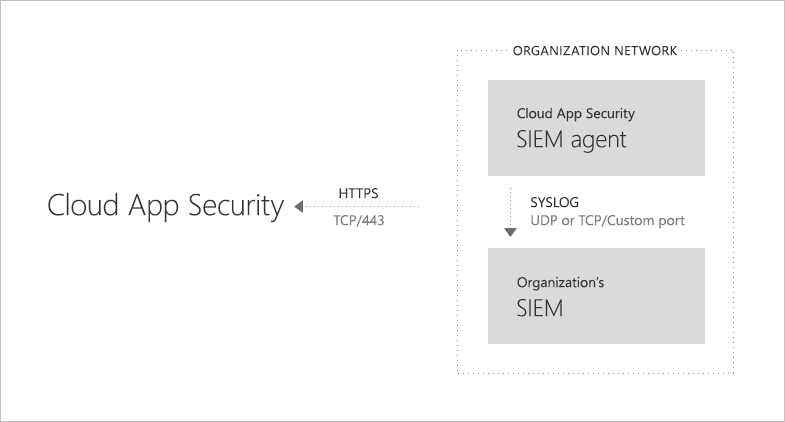 ORGANIZATION NETWORK
Cloud App Security
SIEM agent
Cloud App Security
HTTPS
TCP/443
SYSLOG
UDP or TCP/Custom port
Organization's
SIEM